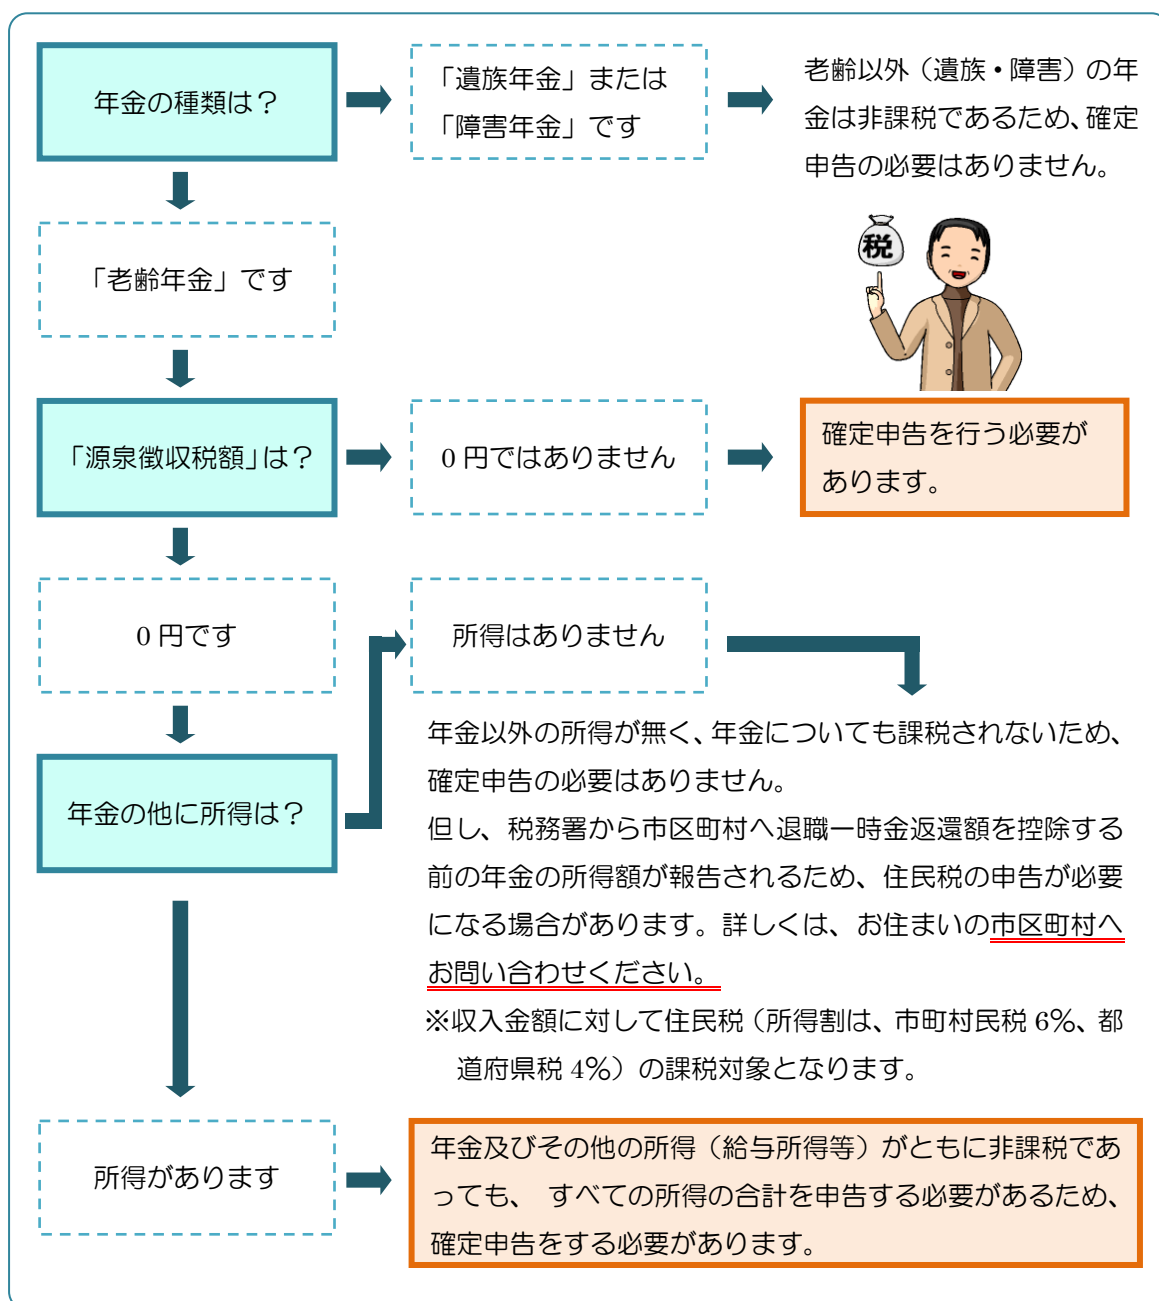 年金の種類は？
「遺族年金」または
「障害年金」です
老齢以外（遺族・障害）の年
金は非課税であるため、確定
申告の必要はありません。
税
「老齢年金」です
「源泉徴収税額」は？
0 円ではありません
確定申告を行う必要が
あります。
0 円です
所得はありません
年金以外の所得が無く、年金についても課税されないため、
確定申告の必要はありません。
但し、税務署から市区町村へ退職一時金返還額を控除する
前の年金の所得額が報告されるため、住民税の申告が必要
になる場合があります。詳しくは、お住まいの市区町村へ
お問い合わせください。
※収入金額に対して住民税（所得割は、市町村民税 6％、都
道府県税 4％）の課税対象となります。
年金の他に所得は？
所得があります
年金及びその他の所得（給与所得等）がともに非課税であ
っても、 すべての所得の合計を申告する必要があるため、
確定申告をする必要があります。